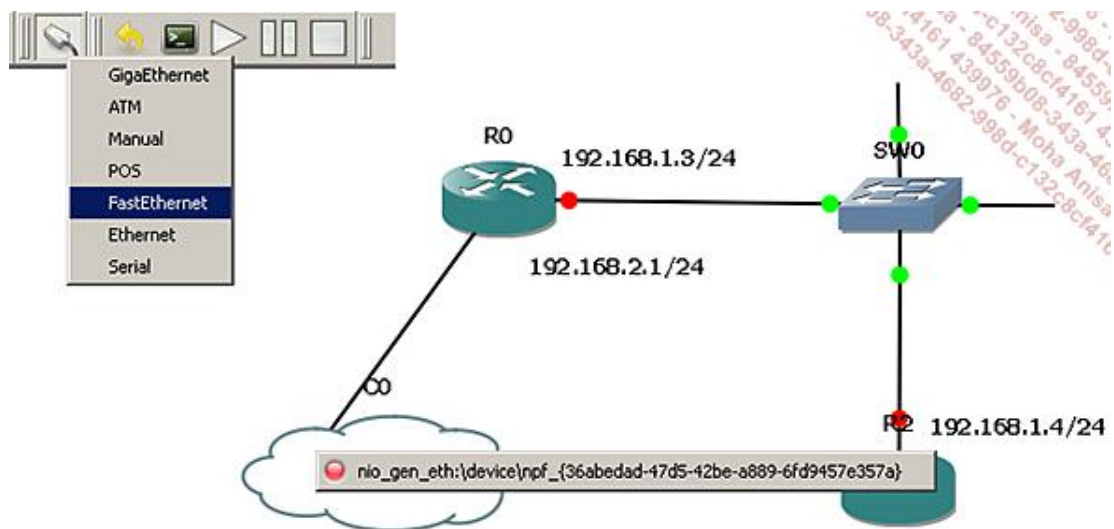 GigaEthernet
ATM
Manual
POS
FastEthernet
Ethernet
Serial
R0
192.168.1.3/24
SW0
192.168.2.1/24
C0
R2
192.168.1.4/24
nio_gen_eth:\device\npf_{36abedad-47d5-42be-a889-6fd9457e357a}